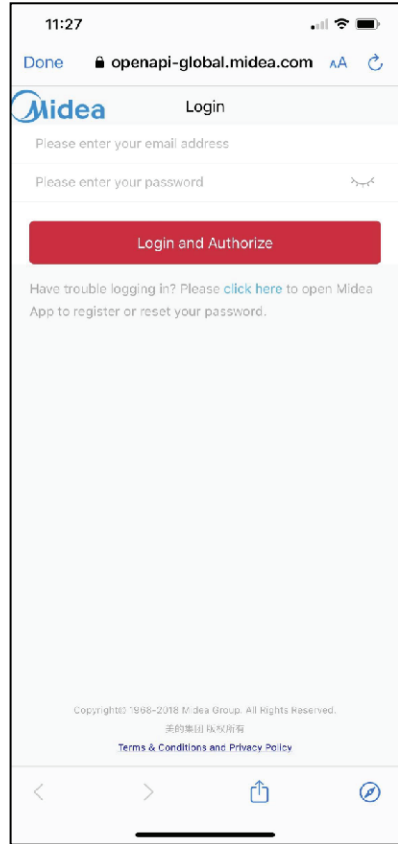 11:27
Done openapi-global.midea.com AA
Midea Login
Please enter your email address
Please enter your password
Login and Authorize
Have trouble logging in? Please click here to open Midea
App to register or reset your password.
Copyright© 1968-2018 Midea Group. All Rights Reserved.
美的集团 版权所有
Terms & Conditions and Privacy Policy